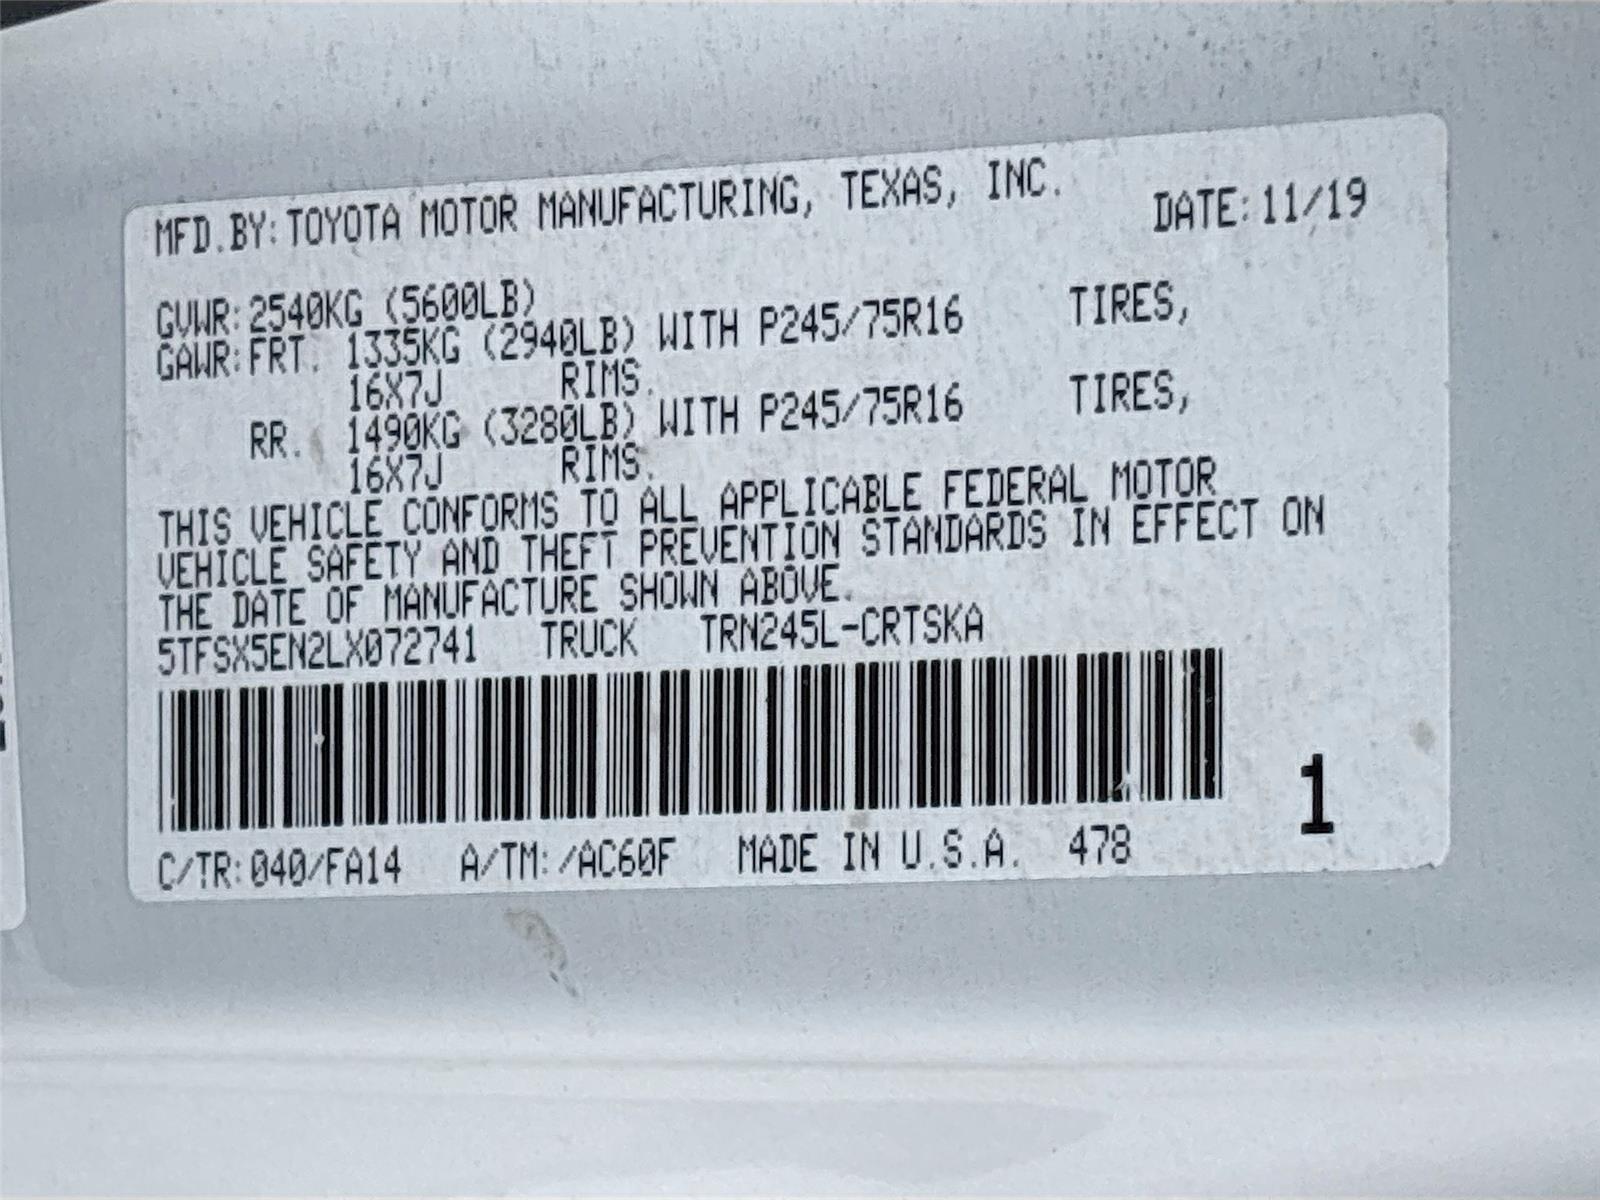 MFD.BY:TOYOTA MOTOR MANUFACTURING, TEXAS, INC. DATE:11/19
GVWR:2540KG (5600LB)
GAWR:FRT. 1335KG (2940LB) WITH P245/75R16 TIRES,
16X7J RIMS.
RR. 1490KG (3280LB) WITH P245/75R16 TIRES,
16X7J RIMS.
THIS VEHICLE CONFORMS TO ALL APPLICABLE FEDERAL MOTOR
VEHICLE SAFETY AND THEFT PREVENTION STANDARDS IN EFFECT ON
THE DATE OF MANUFACTURE SHOWN ABOVE.
5TFSX5EN2LX072741 TRUCK TRN245L-CRTSKA
1
C/TR:040/FA14 A/TM:/AC60F MADE IN U.S.A. 478